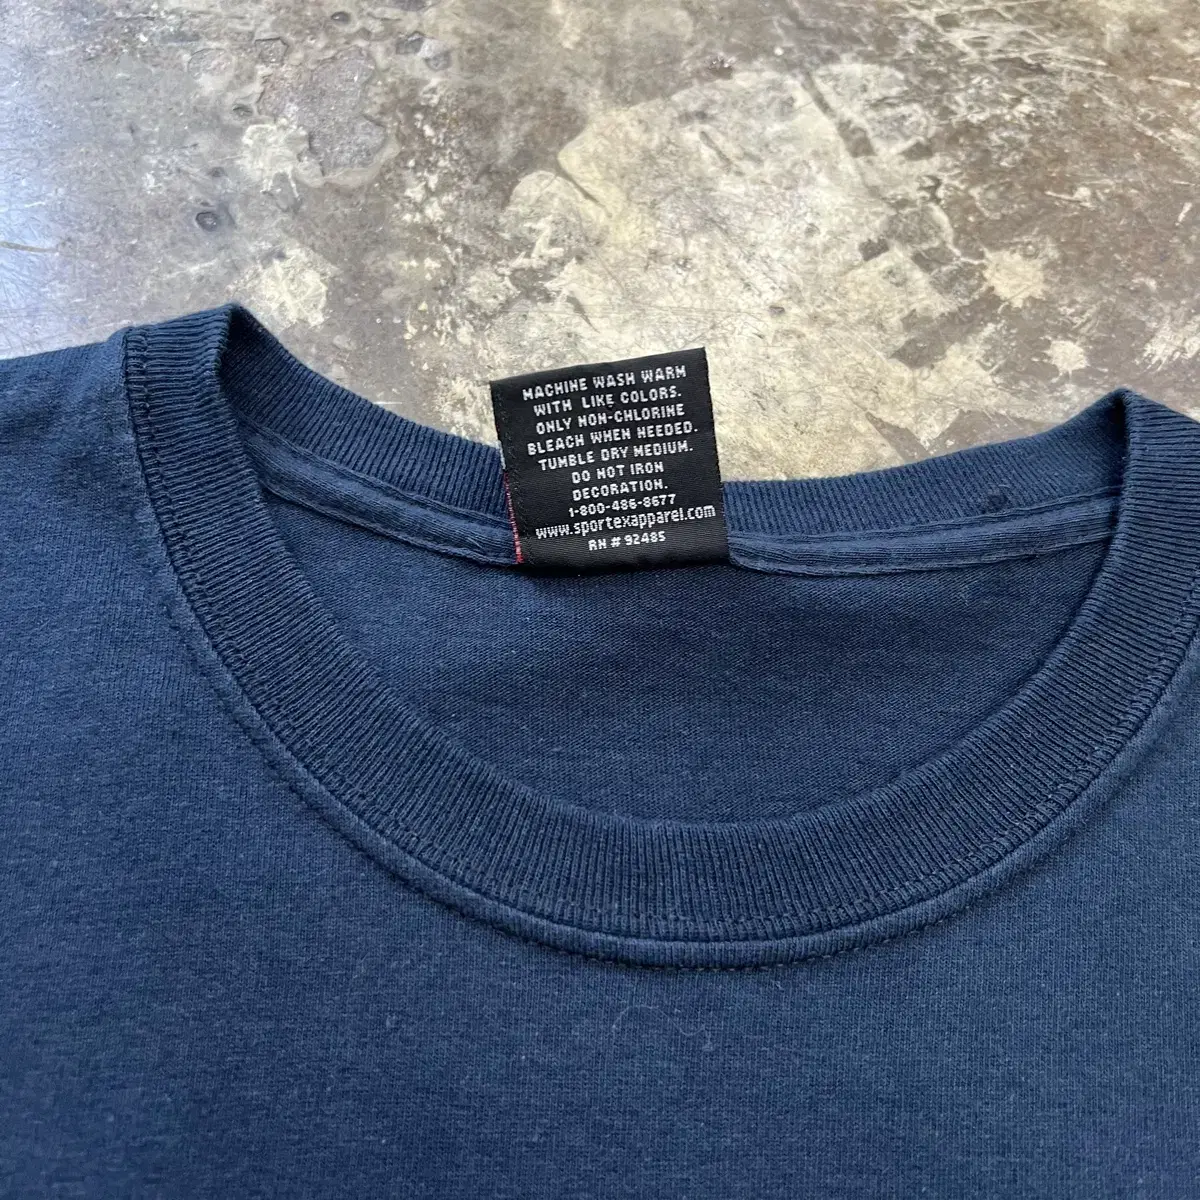 MACHINE WASH WARM
WITH LIKE COLORS.
ONLY NON-CHLORINE
BLEACH WHEN NEEDED.
TUMBLE DRY MEDIUM.
DO NOT IRON
DECORATION.
1-800-486-8677
www.sportexapparel.com
RN # 92485